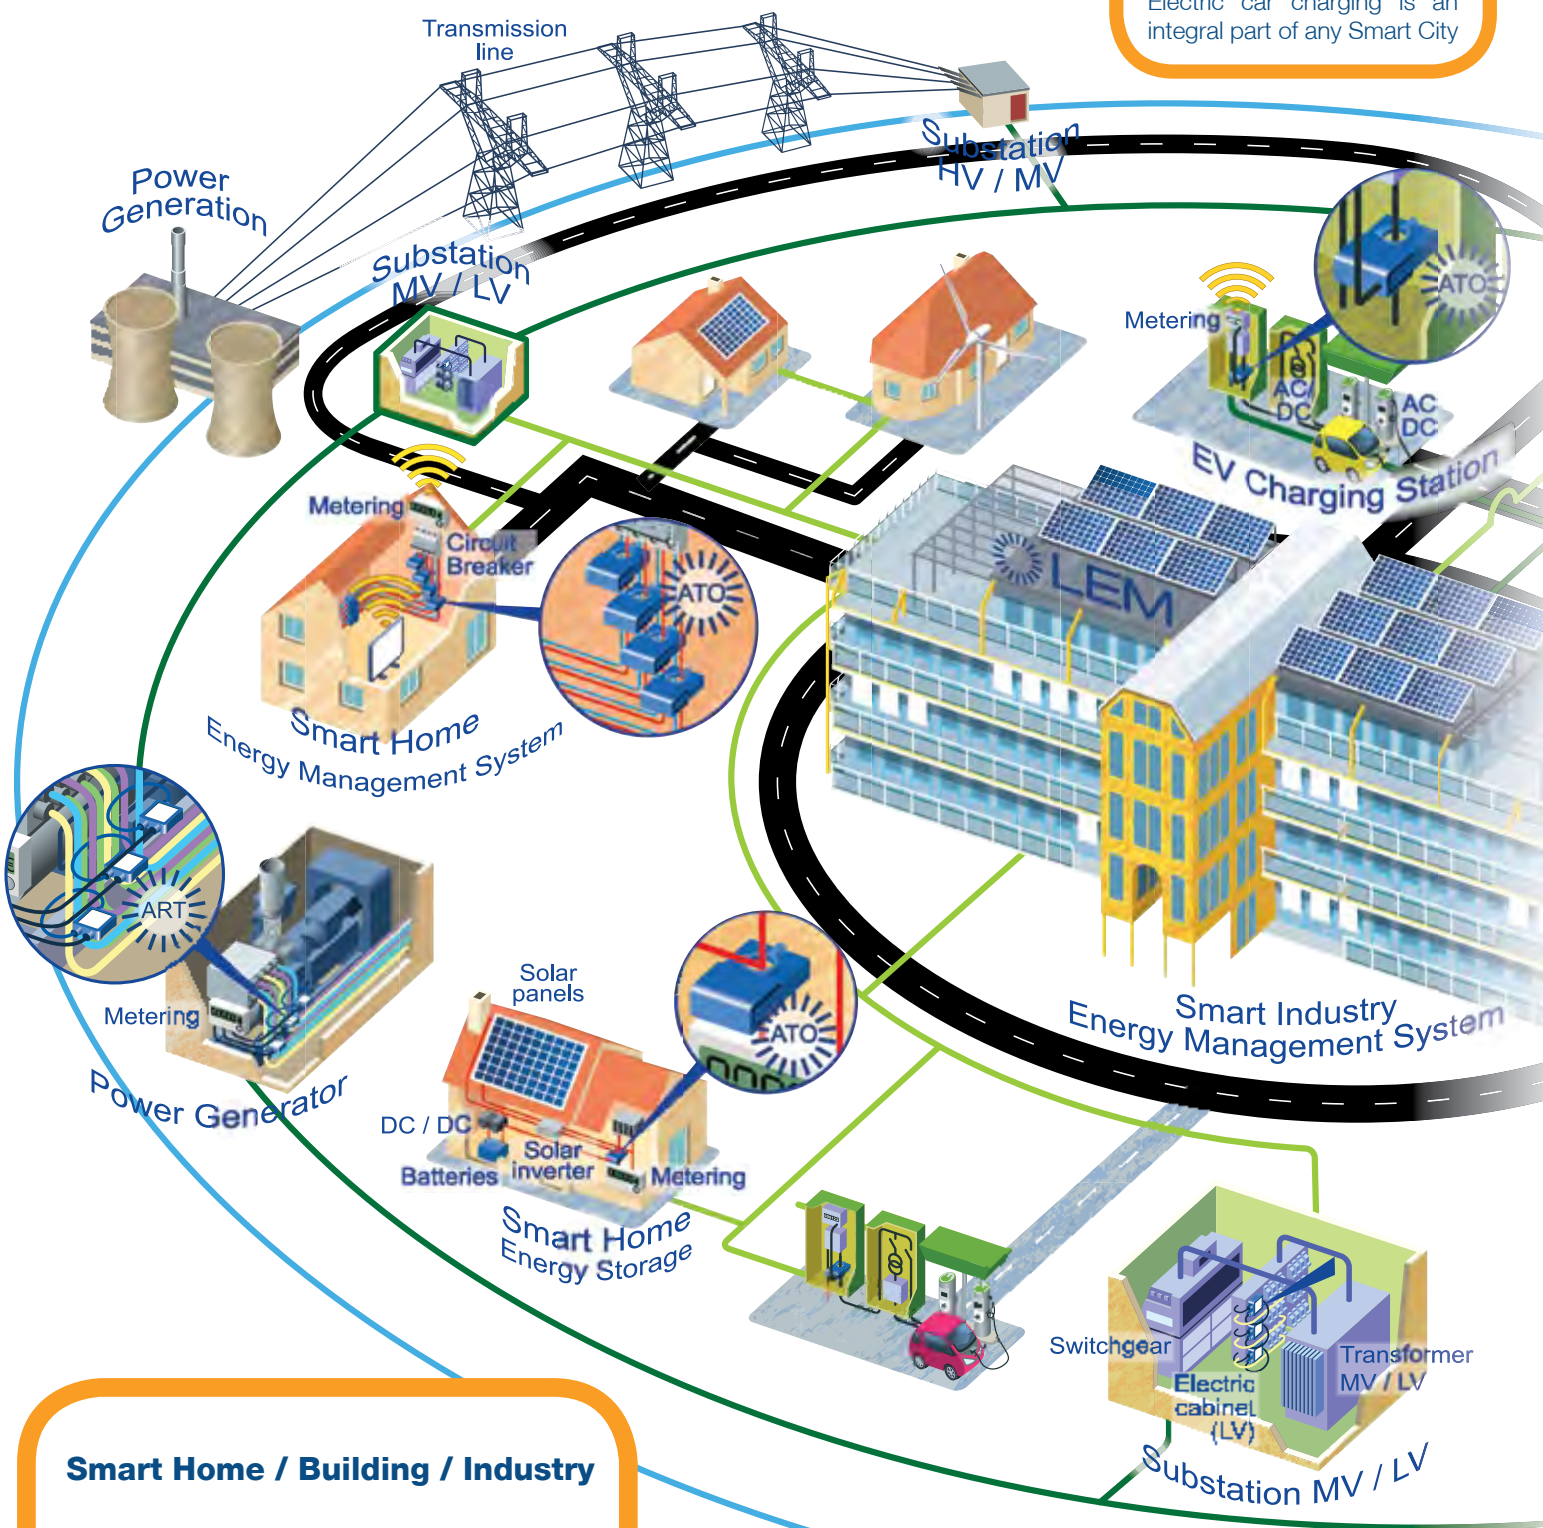 Electric car charging is an
integral part of any Smart City
Transmission
line
Substation
HV / MV
Power
Generation
Substation
MV / LV
ATO
Metering
AC/
DC
AC
DC
EV Charging Station
Metering
Circuit
Breaker
ATO
LEM
Smart Home
Energy Management System
ART
Metering
Power Generator
Solar
panels
ATO
DC / DC
Solar
inverter
Batteries
Metering
Smart Home
Energy Storage
Smart Industry
Energy Management System
Switchgear
Transformer
MV / LV
Electric
cabinet
(LV)
Substation MV / LV
Smart Home / Building / Industry